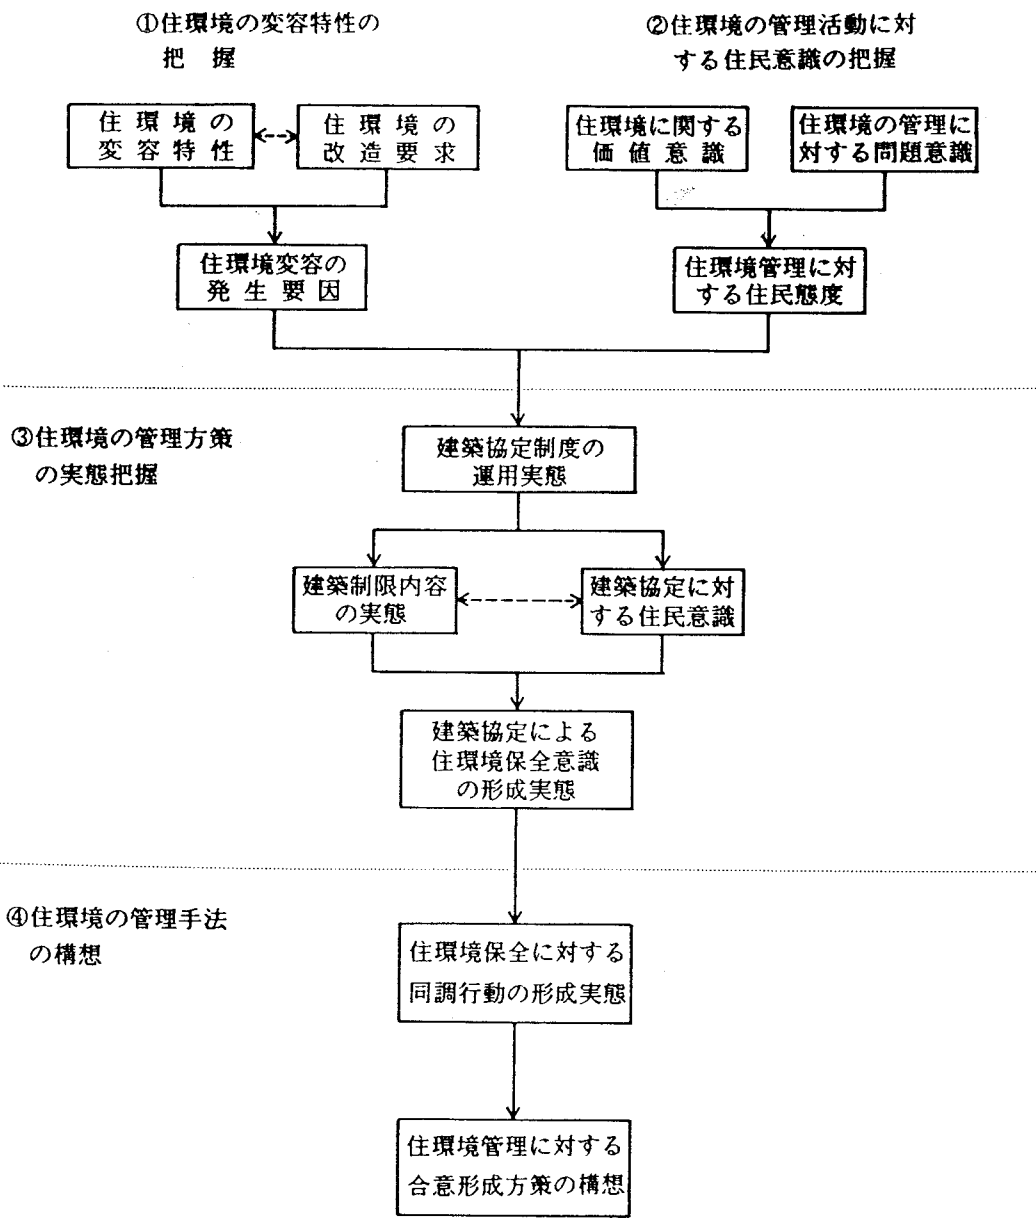 ①住環境の変容特性の
把握
②住環境の管理活動に対
する住民意識の把握
住環境の
変容特性
住環境の
改造要求
住環境に関する
価値意識
住環境の管理に
対する問題意識
住環境変容の
発生要因
住環境管理に対
する住民態度
③住環境の管理方策
の実態把握
建築協定制度の
運用実態
建築制限内容
の実態
建築協定に対
する住民意識
建築協定による
住環境保全意識
の形成実態
④住環境の管理手法
の構想
住環境保全に対する
同調行動の形成実態
住環境管理に対する
合意形成方策の構想